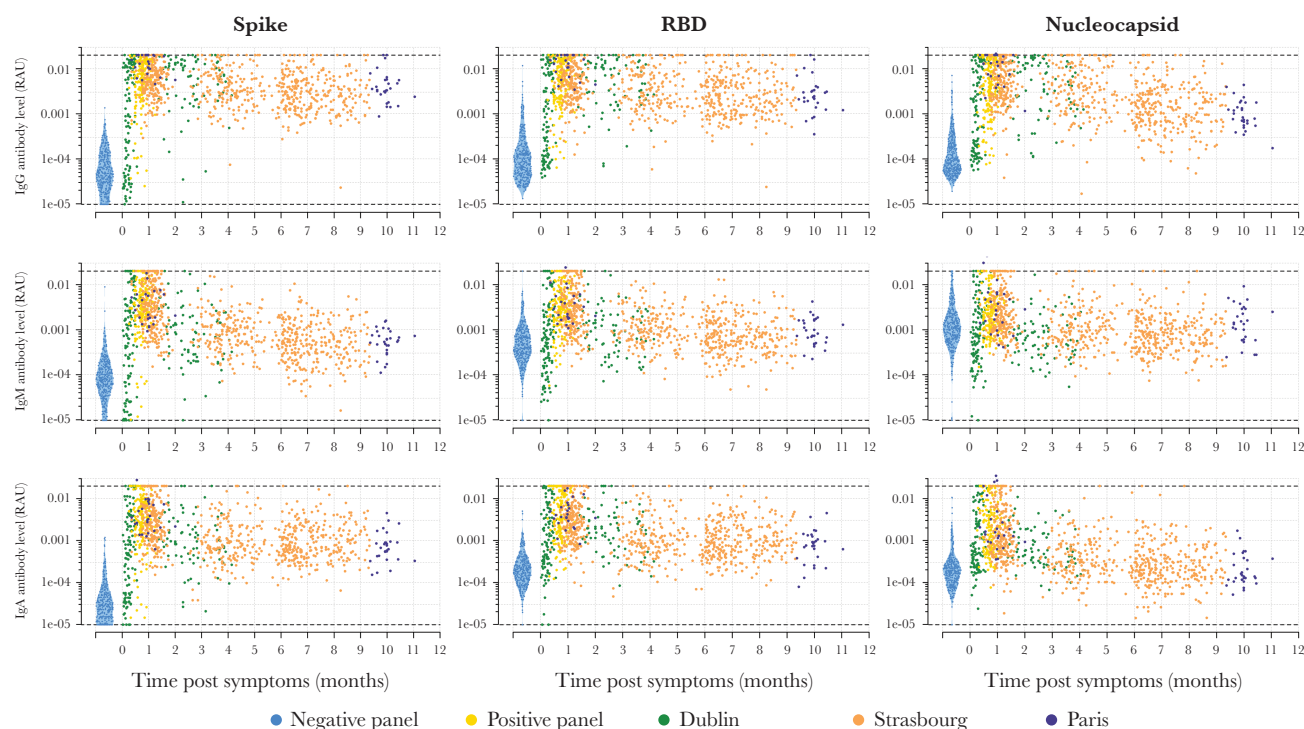 Spike RBD Nucleocapsid
IgG antibody level (RAU)
0.01 0.01 0.01
0.001 0.001 0.001
1e-04 1e-04 1e-04
1e-05 1e-05 1e-05
0 1 2 3 4 5 6 7 8 9 10 11 12 0 1 2 3 4 5 6 7 8 9 10 11 12 0 1 2 3 4 5 6 7 8 9 10 11 12
IgM antibody level (RAU)
0.01 0.01 0.01
0.001 0.001 0.001
1e-04 1e-04 1e-04
1e-05 1e-05 1e-05
0 1 2 3 4 5 6 7 8 9 10 11 12 0 1 2 3 4 5 6 7 8 9 10 11 12 0 1 2 3 4 5 6 7 8 9 10 11 12
IgA antibody level (RAU)
0.01 0.01 0.01
0.001 0.001 0.001
1e-04 1e-04 1e-04
1e-05 1e-05 1e-05
0 1 2 3 4 5 6 7 8 9 10 11 12 0 1 2 3 4 5 6 7 8 9 10 11 12 0 1 2 3 4 5 6 7 8 9 10 11 12
Time post symptoms (months) Time post symptoms (months) Time post symptoms (months)
Negative panel Positive panel Dublin Strasbourg Paris